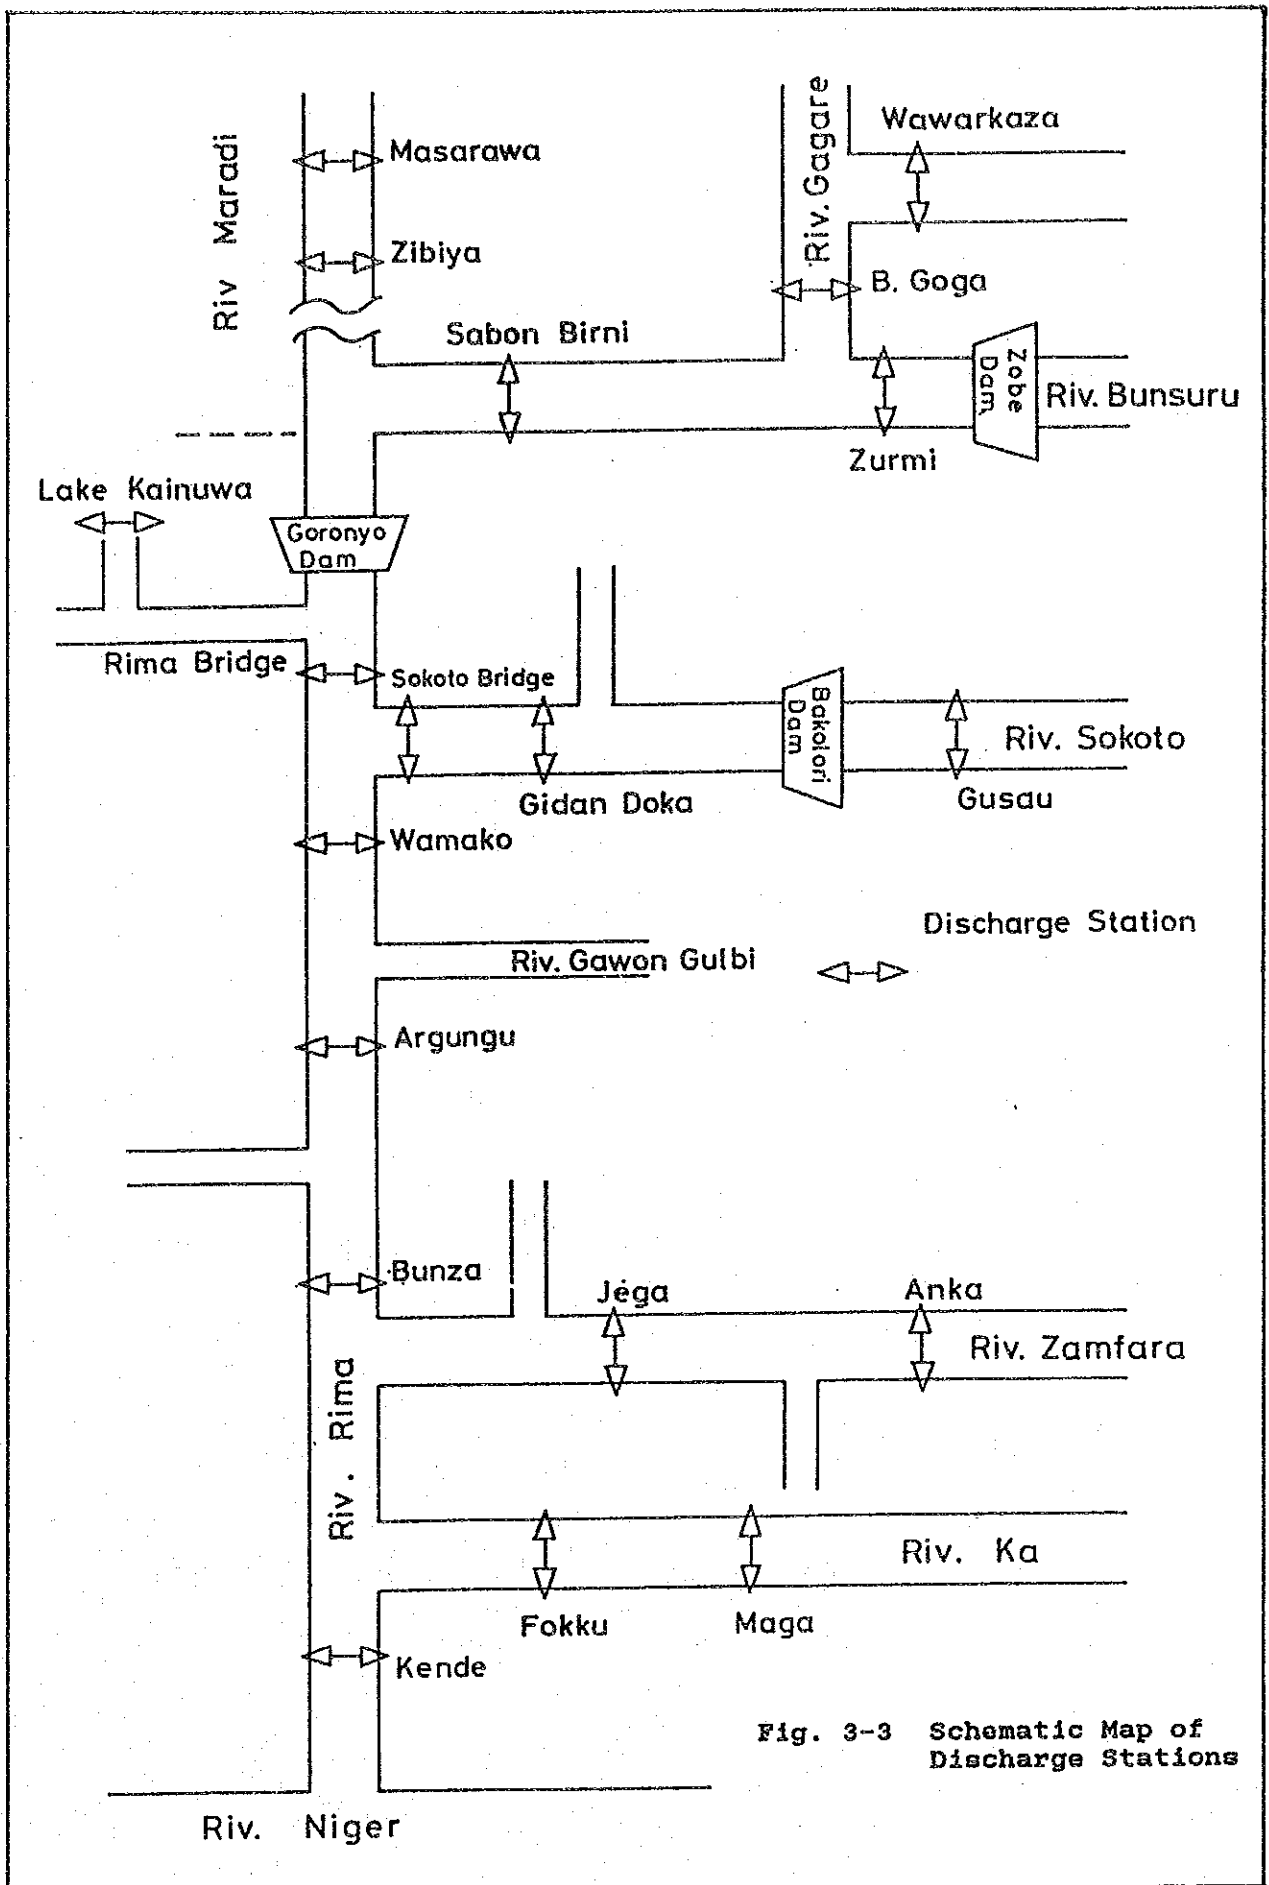 Riv Maradi
Masarawa
Zibiya
Riv. Gagare
Wawarkaza
B. Goga
Sabon Birni
Zobe
Dam.
Riv. Bunsuru
Zurmi
Lake Kainuwa
Goronyo
Dam
Rima Bridge
Sokoto Bridge
Gidan Doka
Bakolori
Dam
Riv. Sokoto
Gusau
Wamako
Discharge Station
Riv. Gawon Gulbi
Argungu
Bunza
Jega
Anka
Riv. Zamfara
Riv. Rima
Riv. Ka
Fokku
Maga
Kende
Fig. 3-3 Schematic Map of
Discharge Stations
Riv. Niger